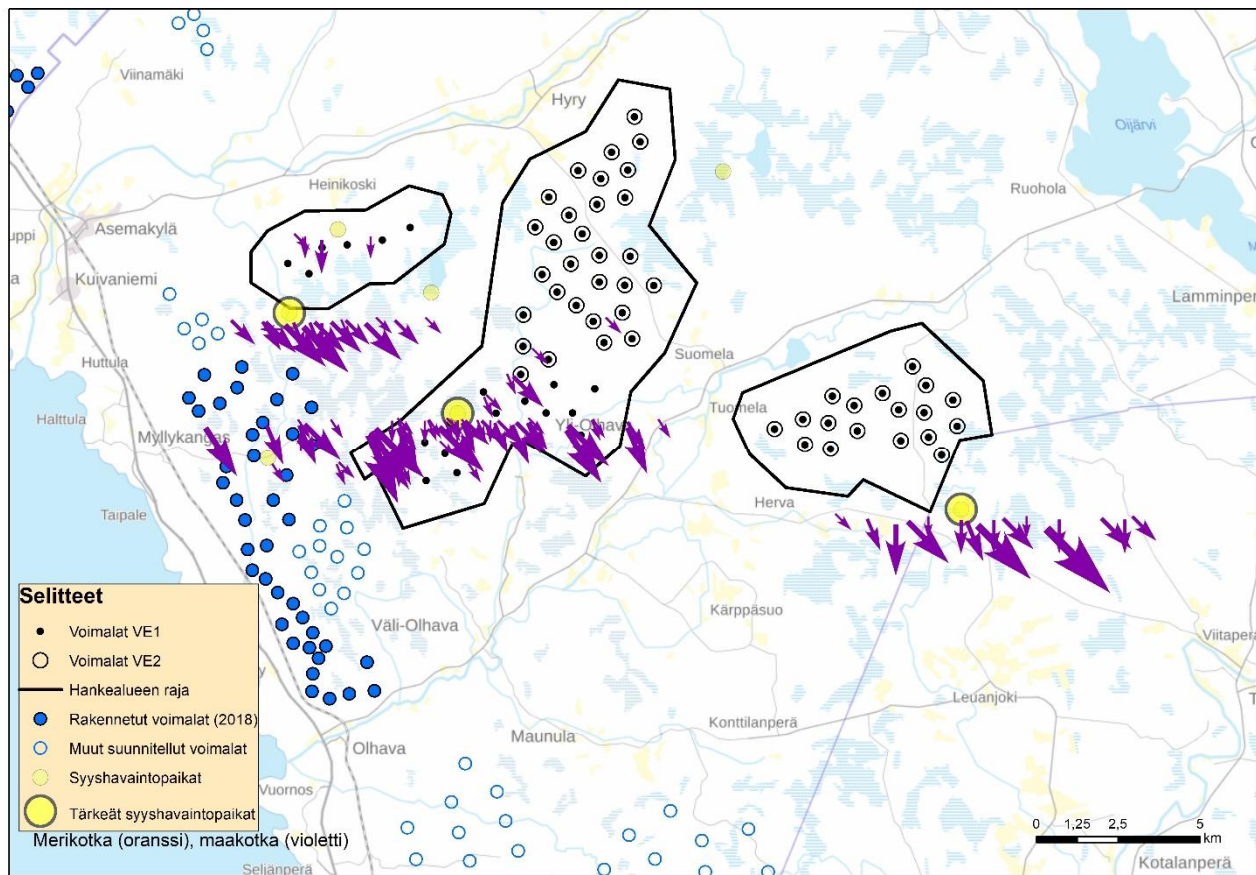 Viinamäki
Hyry
Oijärvi
Ruohola
Heinikoski
Asemakylä
uppi
Kuivaniemi
Lamminper
Huttula
Suomela
Halttula
Tuomela
Myllykangas
Yli-Olhava
Taipale
Herva
Selitteet
Voimalat VE1
Voimalat VE2
Hankealueen raja
Rakennetut voimalat (2018)
Muut suunnitellut voimalat
Syyshavaintopaikat
Tärkeät syyshavaintopaikat
Merikotka (oranssi), maakotka (violetti)
Kärppäsuo
Väli-Olhava
Viitaperä
Leuanjoki
Konttilanperä
Maunula
Olhava
Vuornos
0 1,25 2,5 5
km
Seljänperä
Kotalanperä